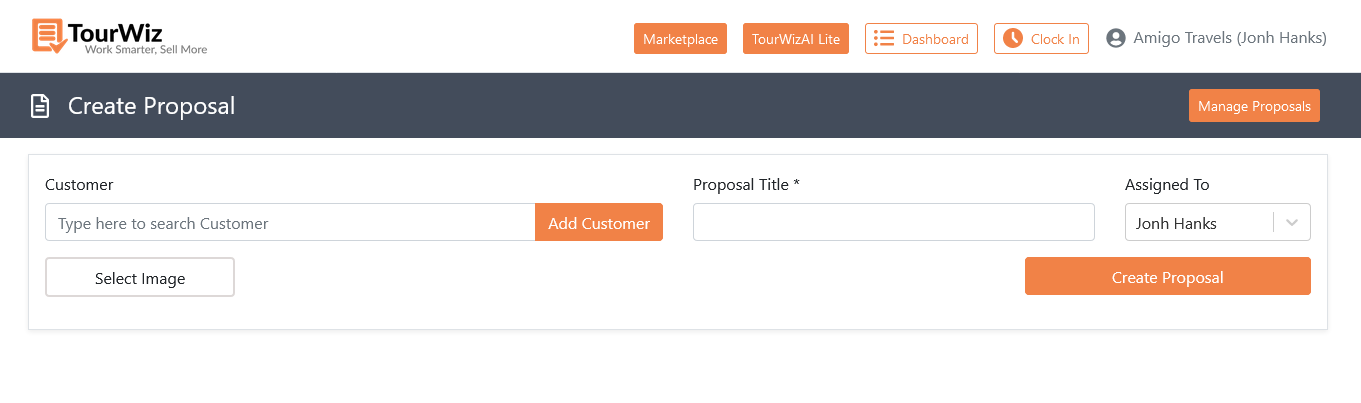 TourWiz
Work Smarter, Sell More
Marketplace
TourWizAI Lite
Dashboard
Clock In
Amigo Travels (Jonh Hanks)
Create Proposal
Manage Proposals
Customer
Proposal Title *
Assigned To
Type here to search Customer
Add Customer
Jonh Hanks
Select Image
Create Proposal